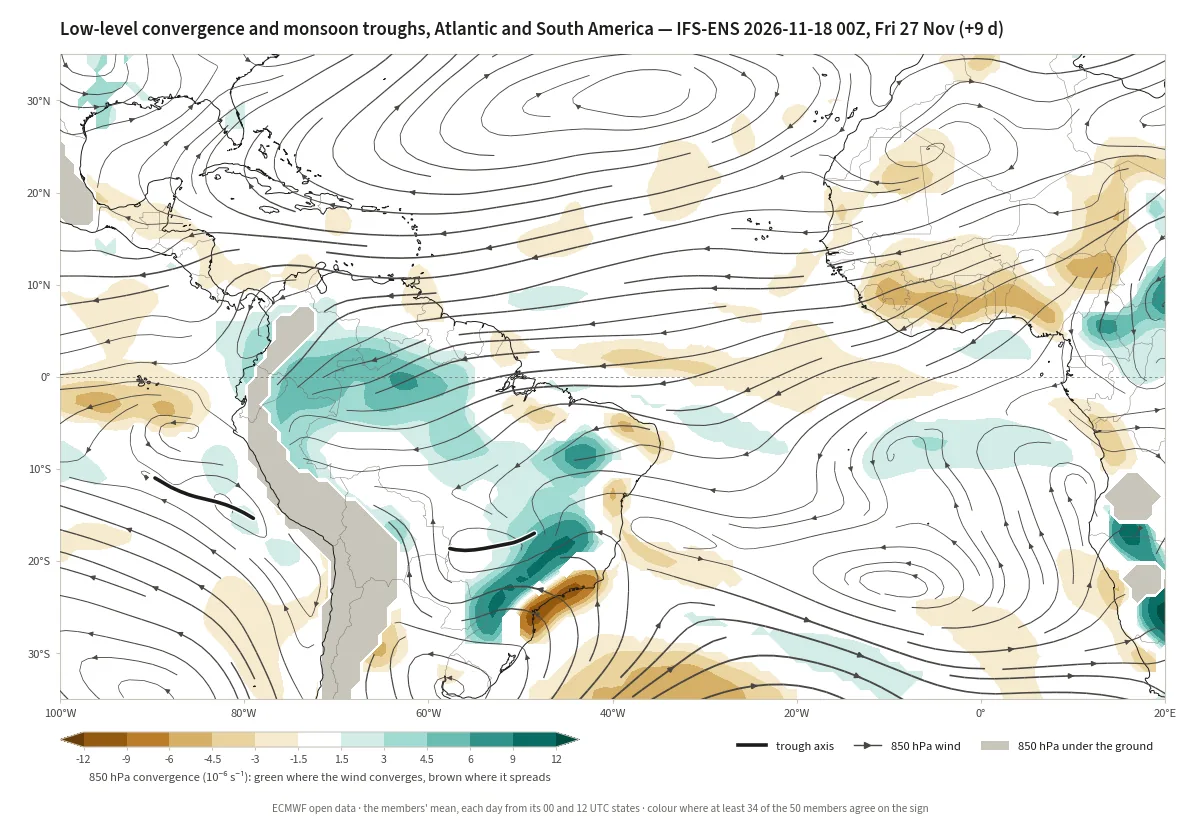 Low-level convergence and monsoon troughs, Atlantic and South America — IFS-ENS 2026-11-18 00Z, Fri 27 Nov (+9 d)
30°N
20°N
10°N
0°
10°S
20°S
30°S
100°W 80°W 60°W 40°W 20°W 0° 20°E
-12 -9 -6 -4.5 -3 -1.5 1.5 3 4.5 6 9 12
850 hPa convergence (10⁻⁶ s⁻¹): green where the wind converges, brown where it spreads
trough axis 850 hPa wind 850 hPa under the ground
ECMWF open data · the members' mean, each day from its 00 and 12 UTC states · colour where at least 34 of the 50 members agree on the sign